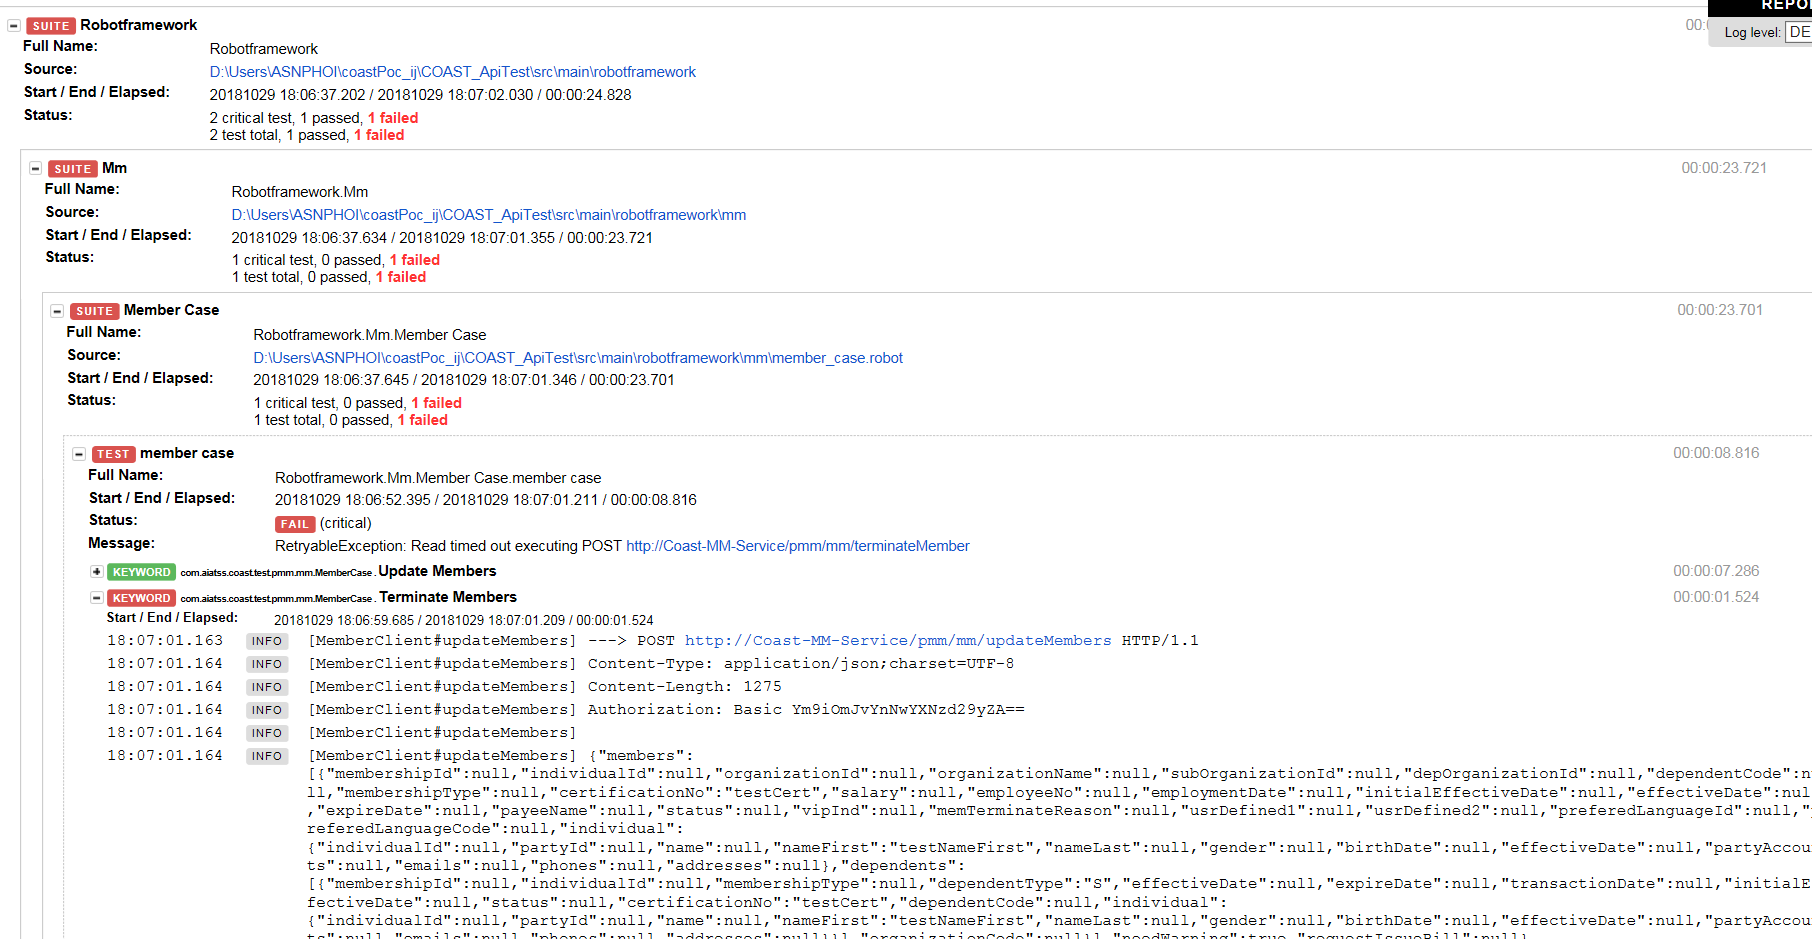 REPO
Log level: DE
SUITE Robotframework 00:0
Full Name: Robotframework
Source: D:\Users\ASNPHOI\coastPoc_ij\COAST_ApiTest\src\main\robotframework
Start / End / Elapsed: 20181029 18:06:37.202 / 20181029 18:07:02.030 / 00:00:24.828
Status: 2 critical test, 1 passed, 1 failed
2 test total, 1 passed, 1 failed
SUITE Mm 00:00:23.721
Full Name: Robotframework.Mm
Source: D:\Users\ASNPHOI\coastPoc_ij\COAST_ApiTest\src\main\robotframework\mm
Start / End / Elapsed: 20181029 18:06:37.634 / 20181029 18:07:01.355 / 00:00:23.721
Status: 1 critical test, 0 passed, 1 failed
1 test total, 0 passed, 1 failed
SUITE Member Case 00:00:23.701
Full Name: Robotframework.Mm.Member Case
Source: D:\Users\ASNPHOI\coastPoc_ij\COAST_ApiTest\src\main\robotframework\mm\member_case.robot
Start / End / Elapsed: 20181029 18:06:37.645 / 20181029 18:07:01.346 / 00:00:23.701
Status: 1 critical test, 0 passed, 1 failed
1 test total, 0 passed, 1 failed
TEST member case 00:00:08.816
Full Name: Robotframework.Mm.Member Case.member case
Start / End / Elapsed: 20181029 18:06:52.395 / 20181029 18:07:01.211 / 00:00:08.816
Status: FAIL (critical)
Message: RetryableException: Read timed out executing POST http://Coast-MM-Service/pmm/mm/terminateMember
KEYWORD com.aiatss.coast.test.pmm.mm.MemberCase . Update Members 00:00:07.286
KEYWORD com.aiatss.coast.test.pmm.mm.MemberCase . Terminate Members 00:00:01.524
Start / End / Elapsed: 20181029 18:06:59.685 / 20181029 18:07:01.209 / 00:00:01.524
18:07:01.163 INFO [MemberClient#updateMembers] ---> POST http://Coast-MM-Service/pmm/mm/updateMembers HTTP/1.1
18:07:01.164 INFO [MemberClient#updateMembers] Content-Type: application/json;charset=UTF-8
18:07:01.164 INFO [MemberClient#updateMembers] Content-Length: 1275
18:07:01.164 INFO [MemberClient#updateMembers] Authorization: Basic Ym9iOmJvYnNwYXNzd29yZA==
18:07:01.164 INFO [MemberClient#updateMembers]
18:07:01.164 INFO [MemberClient#updateMembers] {"members":
[{"membershipId":null,"individualId":null,"organizationId":null,"organizationName":null,"subOrganizationId":null,"depOrganizationId":null,"dependentCode":n
ll,"membershipType":null,"certificationNo":"testCert","salary":null,"employeeNo":null,"employmentDate":null,"initialEffectiveDate":null,"effectiveDate":nul
,"expireDate":null,"payeeName":null,"status":null,"vipInd":null,"memTerminateReason":null,"usrDefined1":null,"usrDefined2":null,"preferedLanguageId":null,"
referedLanguageCode":null,"individual":
{"individualId":null,"partyId":null,"name":null,"nameFirst":"testNameFirst","nameLast":null,"gender":null,"birthDate":null,"effectiveDate":null,"partyAccou
ts":null,"emails":null,"phones":null,"addresses":null},"dependents":
[{"membershipId":null,"individualId":null,"membershipType":null,"dependentType":"S","effectiveDate":null,"expireDate":null,"transactionDate":null,"initialE
fectiveDate":null,"status":null,"certificationNo":"testCert","dependentCode":null,"individual":
{"individualId":null,"partyId":null,"name":null,"nameFirst":"testNameFirst","nameLast":null,"gender":null,"birthDate":null,"effectiveDate":null,"partyAccou
ts":null,"emails":null,"phones":null,"addresses":null}}],"organizationCode":null}],"needWarning":true,"requestIssueBill":null}